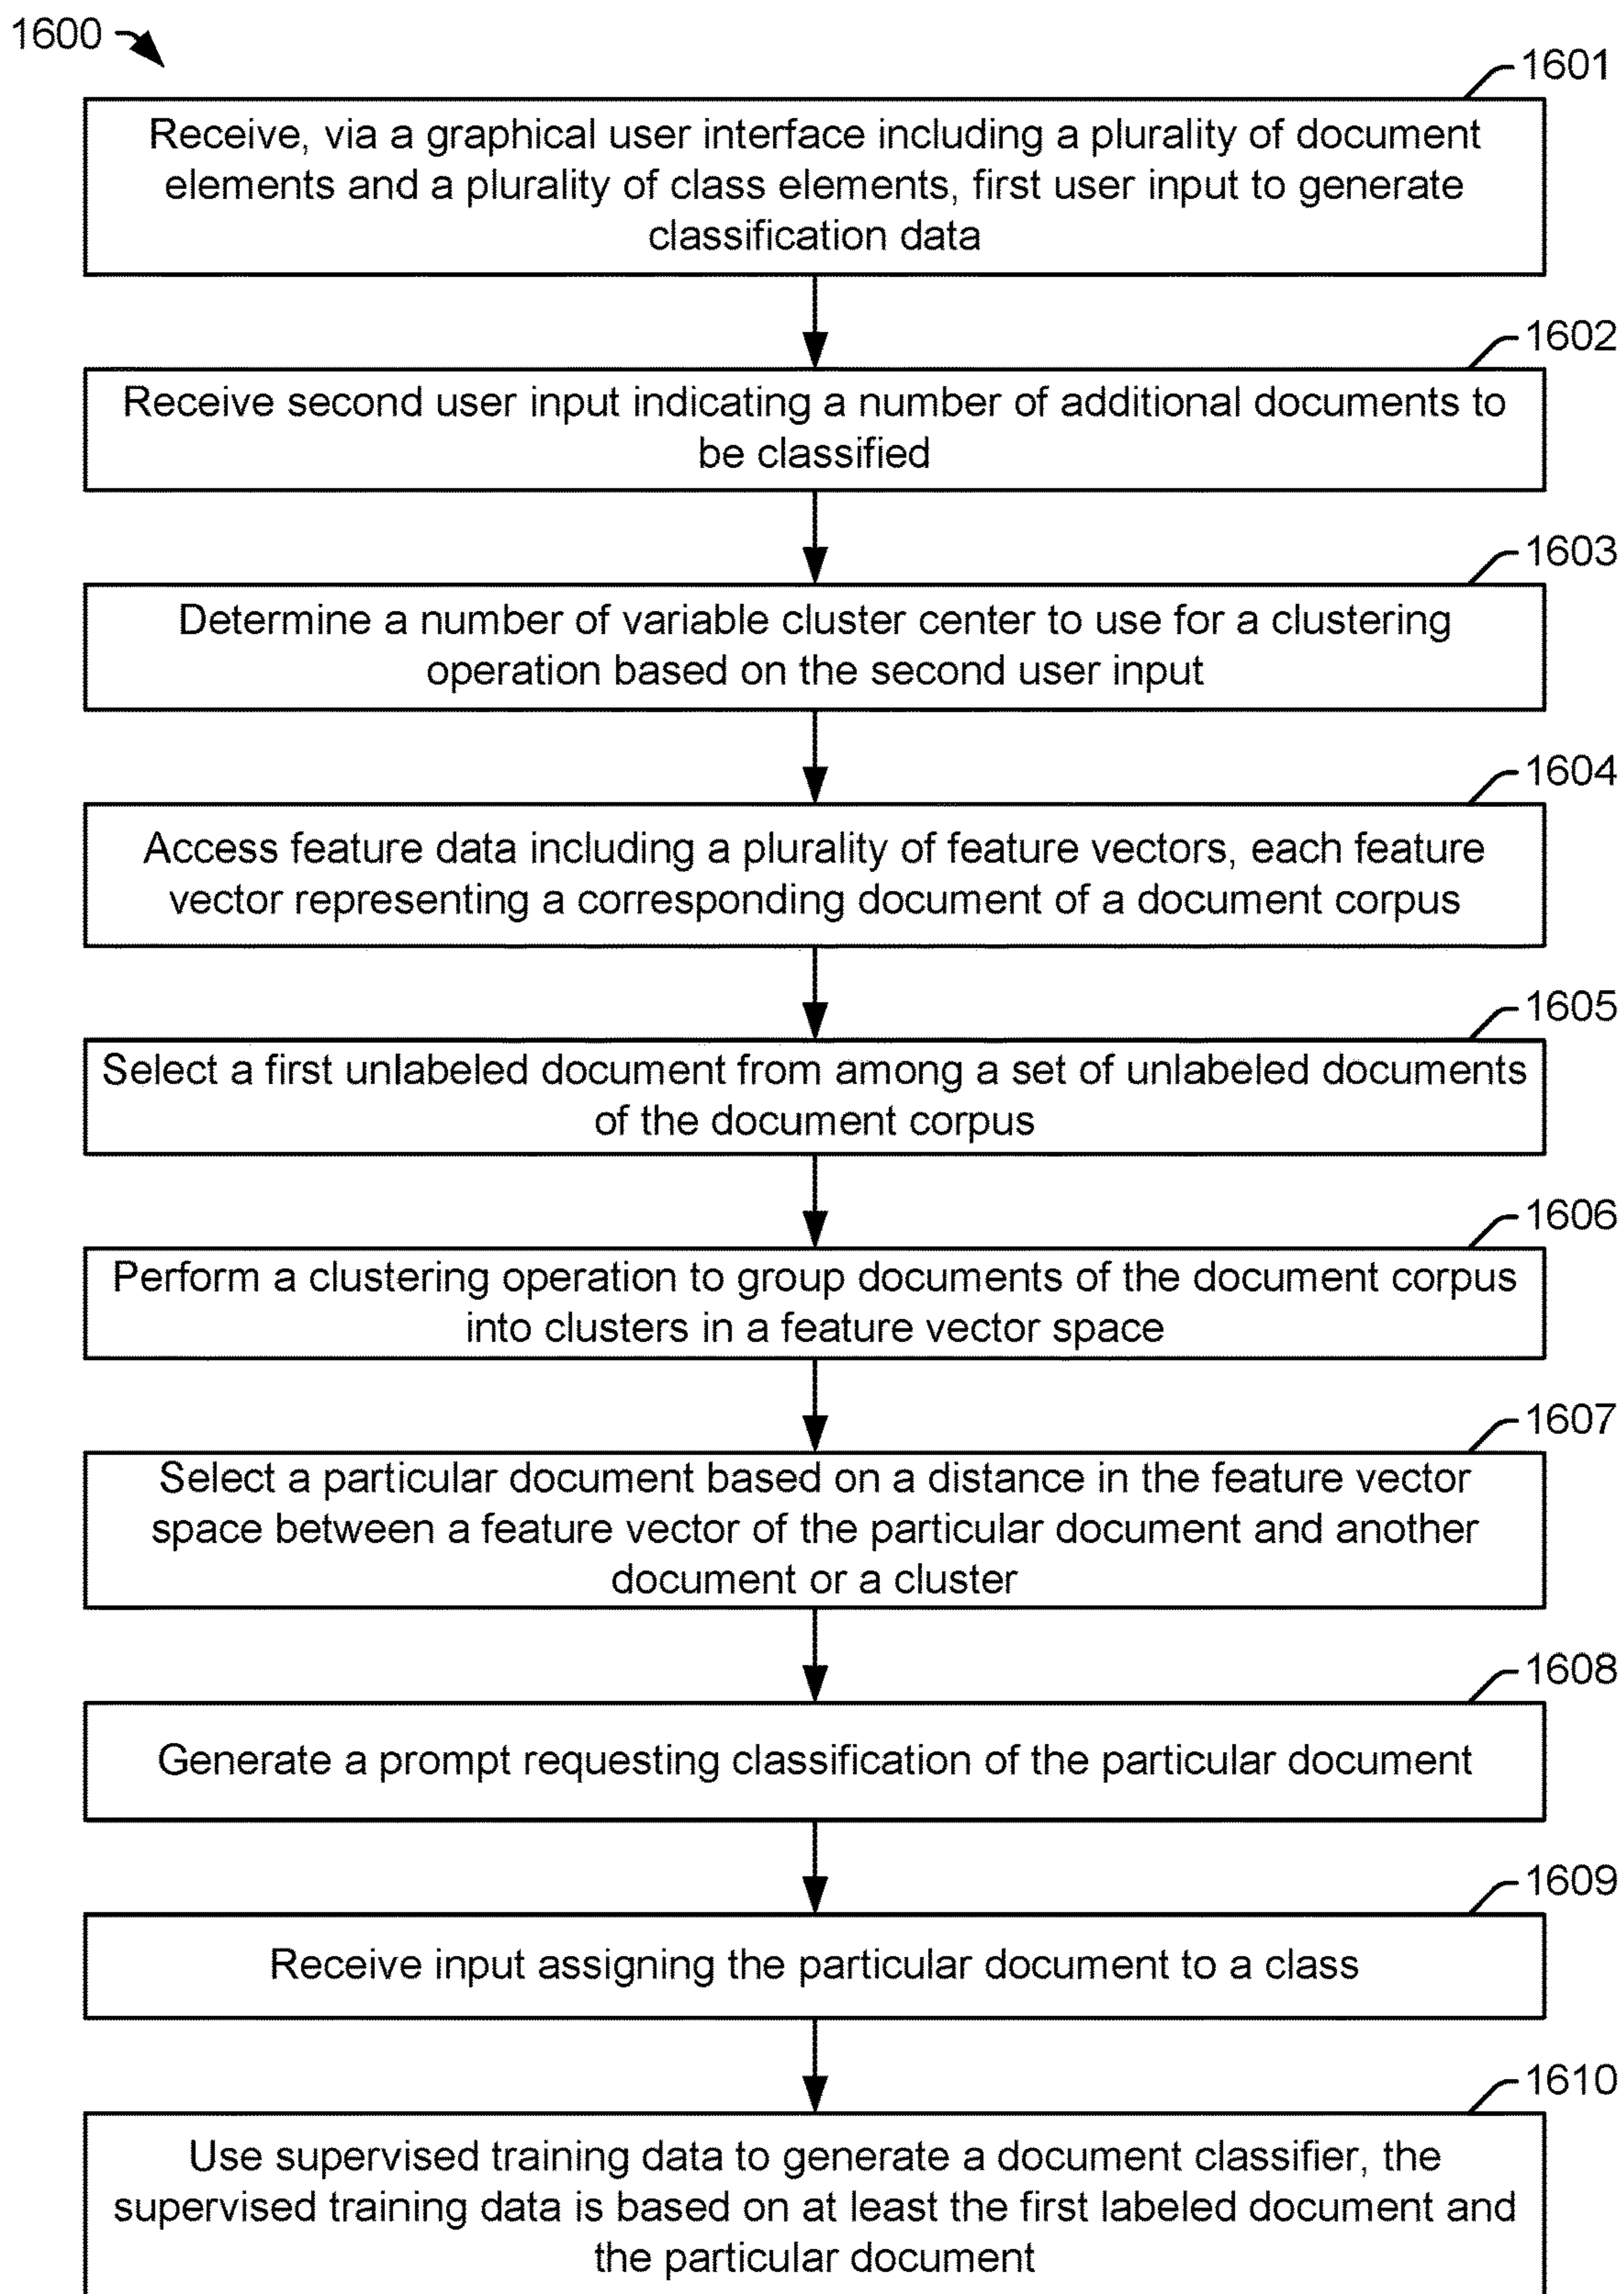 1600
1601
Receive, via a graphical user interface including a plurality of document
elements and a plurality of class elements, first user input to generate
classification data
1602
Receive second user input indicating a number of additional documents to
be classified
1603
Determine a number of variable cluster center to use for a clustering
operation based on the second user input
1604
Access feature data including a plurality of feature vectors, each feature
vector representing a corresponding document of a document corpus
1605
Select a first unlabeled document from among a set of unlabeled documents
of the document corpus
1606
Perform a clustering operation to group documents of the document corpus
into clusters in a feature vector space
1607
Select a particular document based on a distance in the feature vector
space between a feature vector of the particular document and another
document or a cluster
1608
Generate a prompt requesting classification of the particular document
1609
Receive input assigning the particular document to a class
1610
Use supervised training data to generate a document classifier, the
supervised training data is based on at least the first labeled document and
the particular document